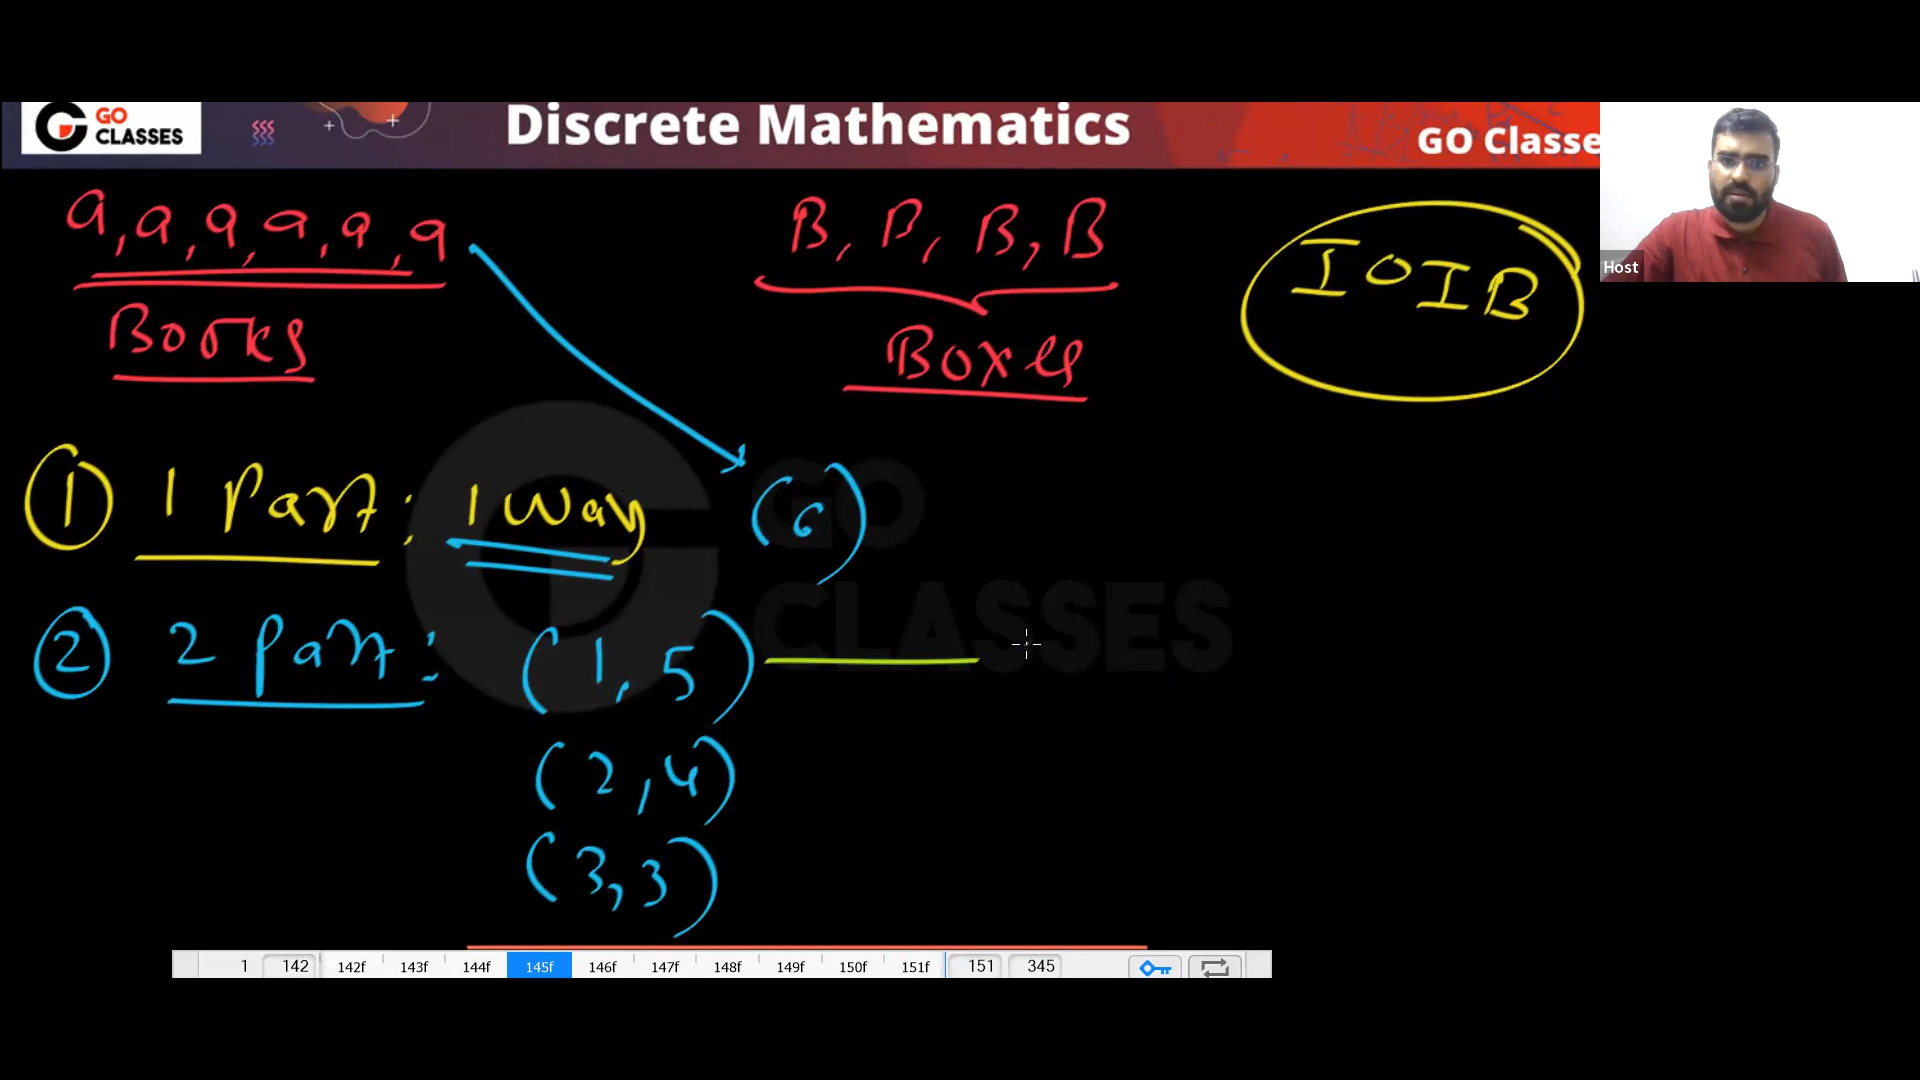 GO
CLASSES
Discrete Mathematics
GO Classe
Host
a, a, a, a, a, a
B, B, B, B
IOIB
Books
Boxes
① 1 Part : 1 way (6)
GO
CLASSES
② 2 Part : (1, 5)
(2, 4)
(3, 3)
1 142 142f 143f 144f 145f 146f 147f 148f 149f 150f 151f 151 345